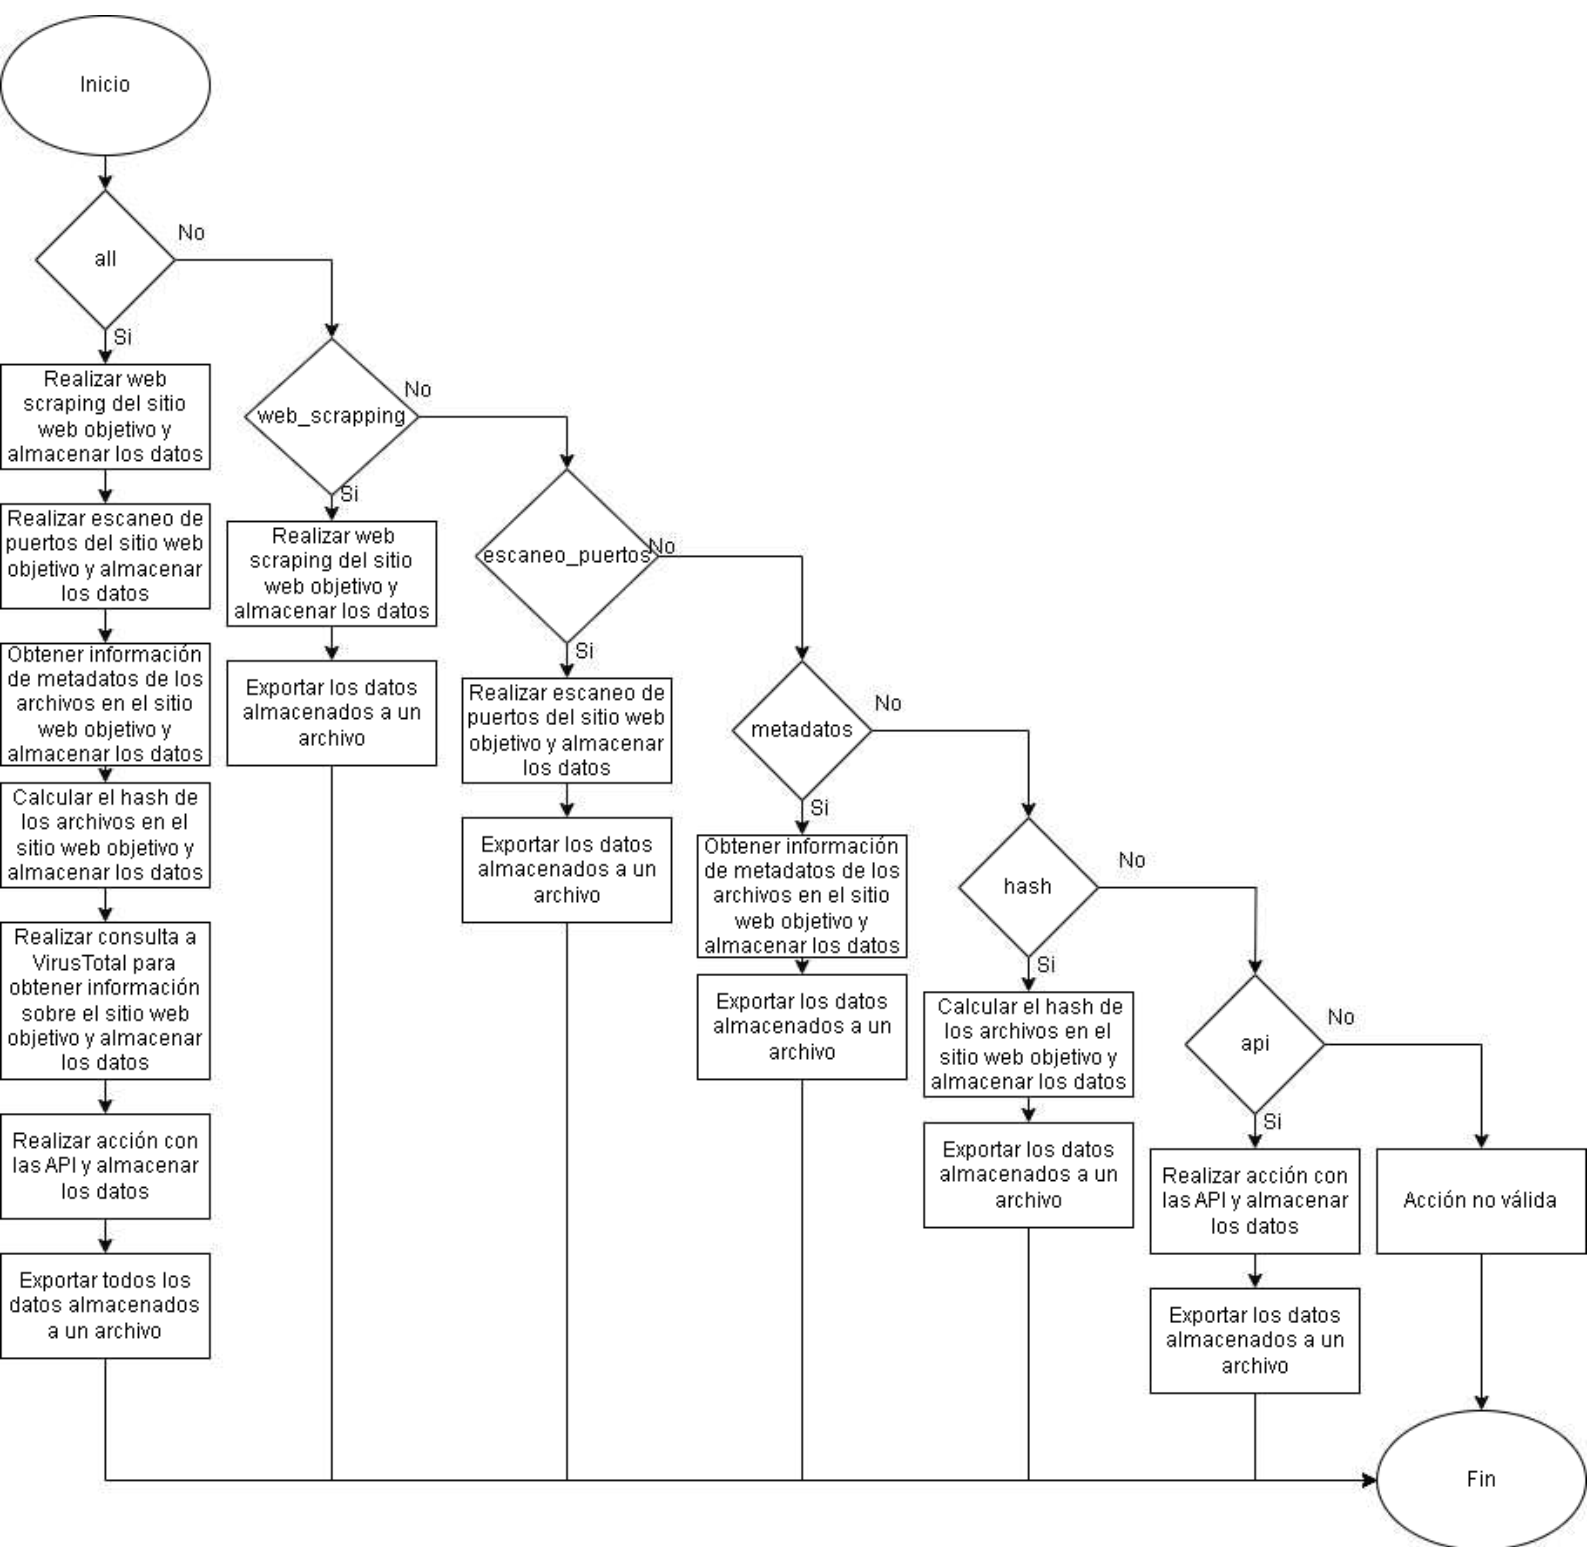 Inicio
all
No
Si
Realizar web
scraping del sitio
web objetivo y
almacenar los datos
Realizar escaneo de
puertos del sitio web
objetivo y almacenar
los datos
Obtener información
de metadatos de los
archivos en el sitio
web objetivo y
almacenar los datos
Calcular el hash de
los archivos en el
sitio web objetivo y
almacenar los datos
Realizar consulta a
VirusTotal para
obtener información
sobre el sitio web
objetivo y almacenar
los datos
Realizar acción con
las API y almacenar
los datos
Exportar todos los
datos almacenados
a un archivo
web_scrapping
No
Si
Realizar web
scraping del sitio
web objetivo y
almacenar los datos
Exportar los datos
almacenados a un
archivo
escaneo_puertos
No
Si
Realizar escaneo de
puertos del sitio web
objetivo y almacenar
los datos
Exportar los datos
almacenados a un
archivo
metadatos
No
Si
Obtener información
de metadatos de los
archivos en el sitio
web objetivo y
almacenar los datos
Exportar los datos
almacenados a un
archivo
hash
No
Si
Calcular el hash de
los archivos en el
sitio web objetivo y
almacenar los datos
Exportar los datos
almacenados a un
archivo
api
No
Si
Realizar acción con
las API y almacenar
los datos
Exportar los datos
almacenados a un
archivo
Acción no válida
Fin